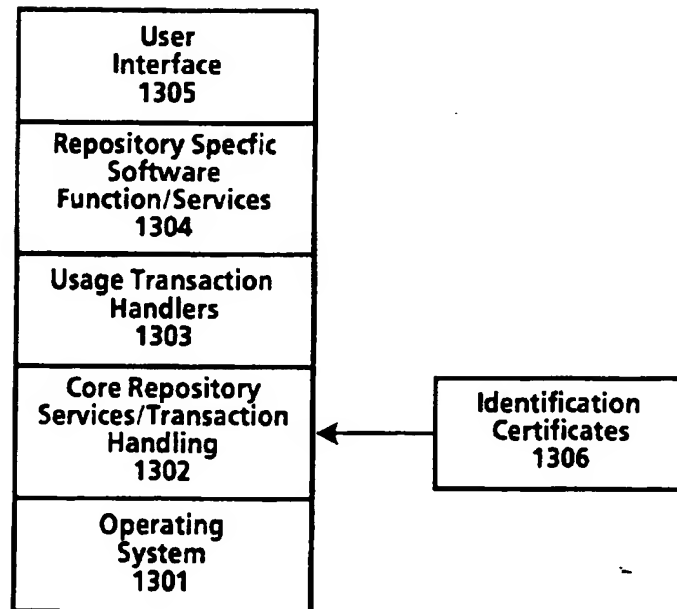 User
Interface
1305
Repository Specfic
Software
Function/Services
1304
Usage Transaction
Handlers
1303
Core Repository
Services/Transaction
Handling
1302
Identification
Certificates
1306
Operating
System
1301